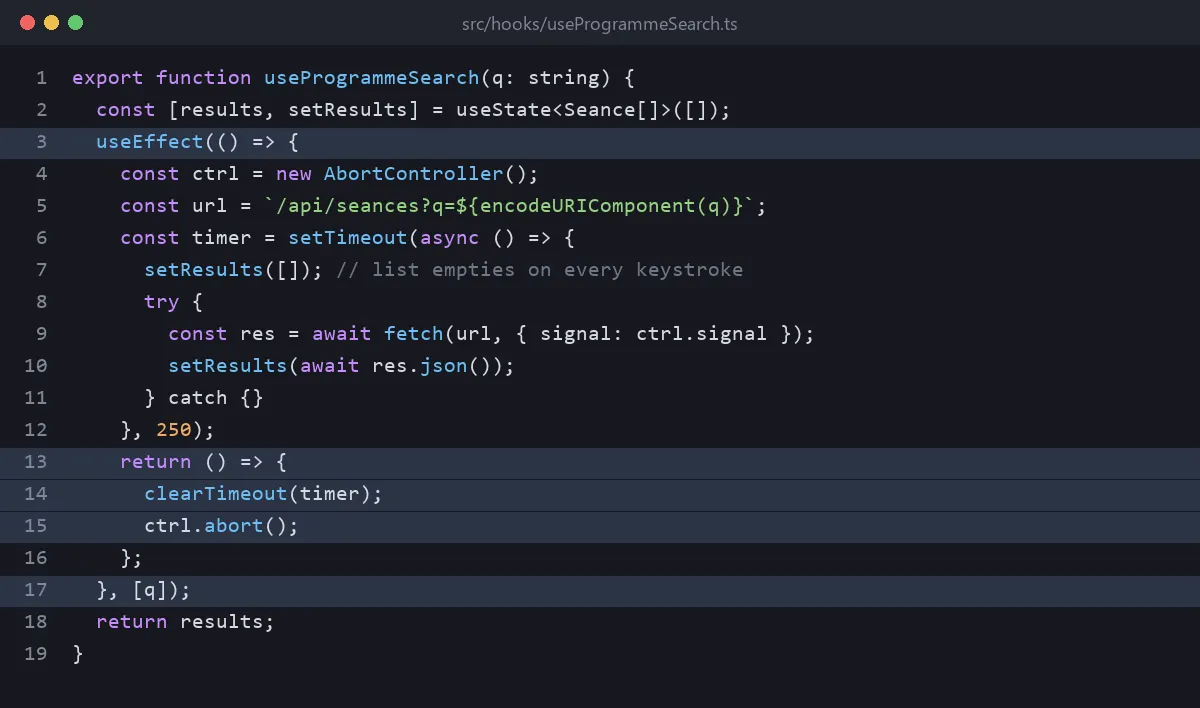 src/hooks/useProgrammeSearch.ts
1 export function useProgrammeSearch(q: string) {
2   const [results, setResults] = useState<Seance[]>([]);
3   useEffect(() => {
4     const ctrl = new AbortController();
5     const url = `/api/seances?q=${encodeURIComponent(q)}`;
6     const timer = setTimeout(async () => {
7       setResults([]); // list empties on every keystroke
8       try {
9         const res = await fetch(url, { signal: ctrl.signal });
10         setResults(await res.json());
11       } catch {}
12     }, 250);
13     return () => {
14       clearTimeout(timer);
15       ctrl.abort();
16     };
17   }, [q]);
18   return results;
19 }